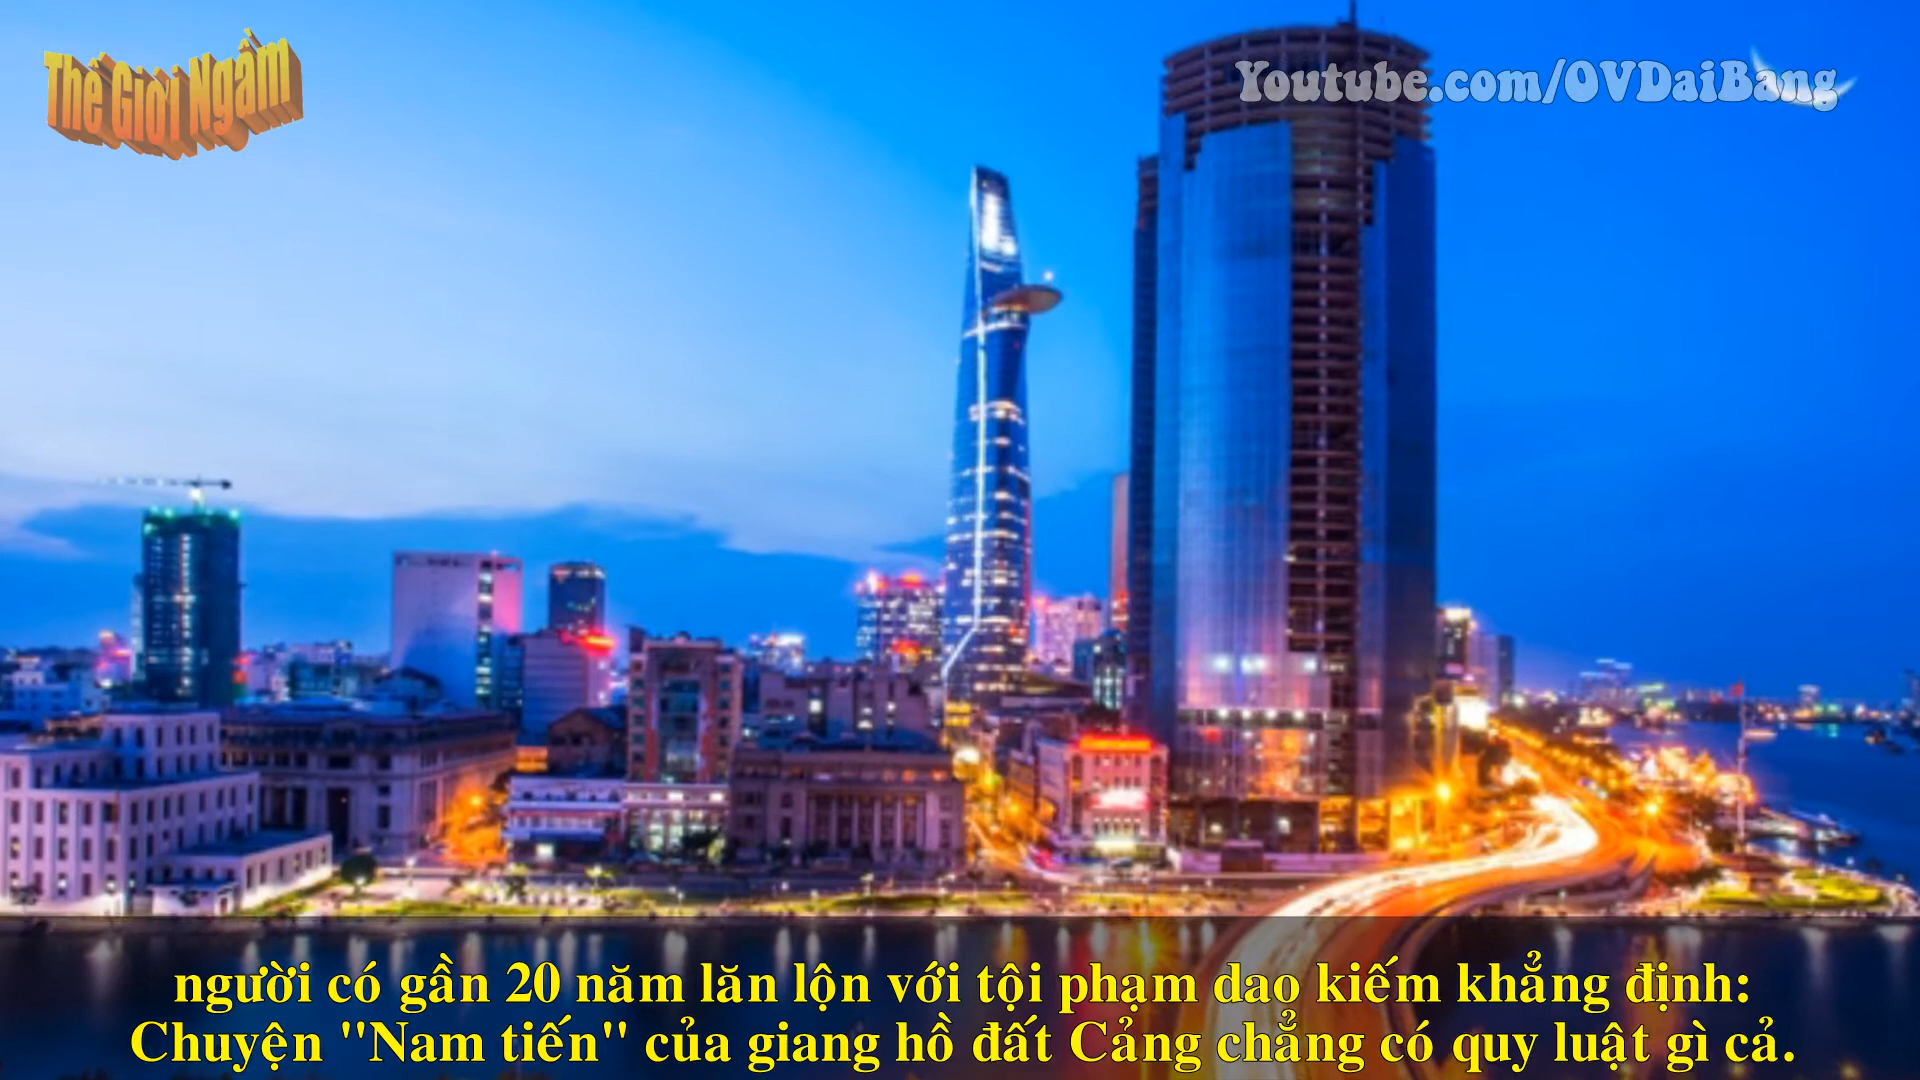 Thế Giới Ngầm
Youtube.com/OVDaiBang
người có gần 20 năm lăn lộn với tội phạm dao kiếm khẳng định:
Chuyện "Nam tiến" của giang hồ đất Cảng chẳng có quy luật gì cả.